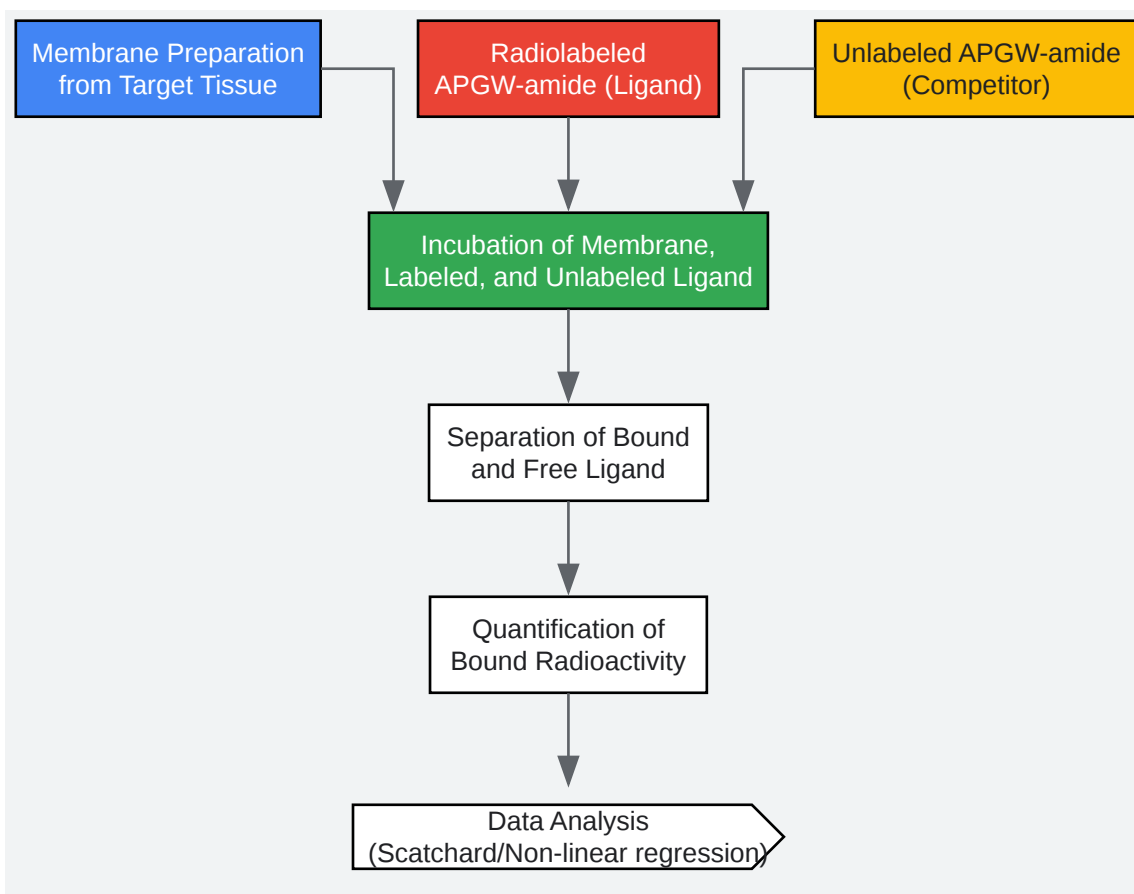 Membrane Preparation
from Target Tissue
Radiolabeled
APGW-amide (Ligand)
Unlabeled APGW-amide
(Competitor)
Incubation of Membrane,
Labeled, and Unlabeled Ligand
Separation of Bound
and Free Ligand
Quantification of
Bound Radioactivity
Data Analysis
(Scatchard/Non-linear regression)